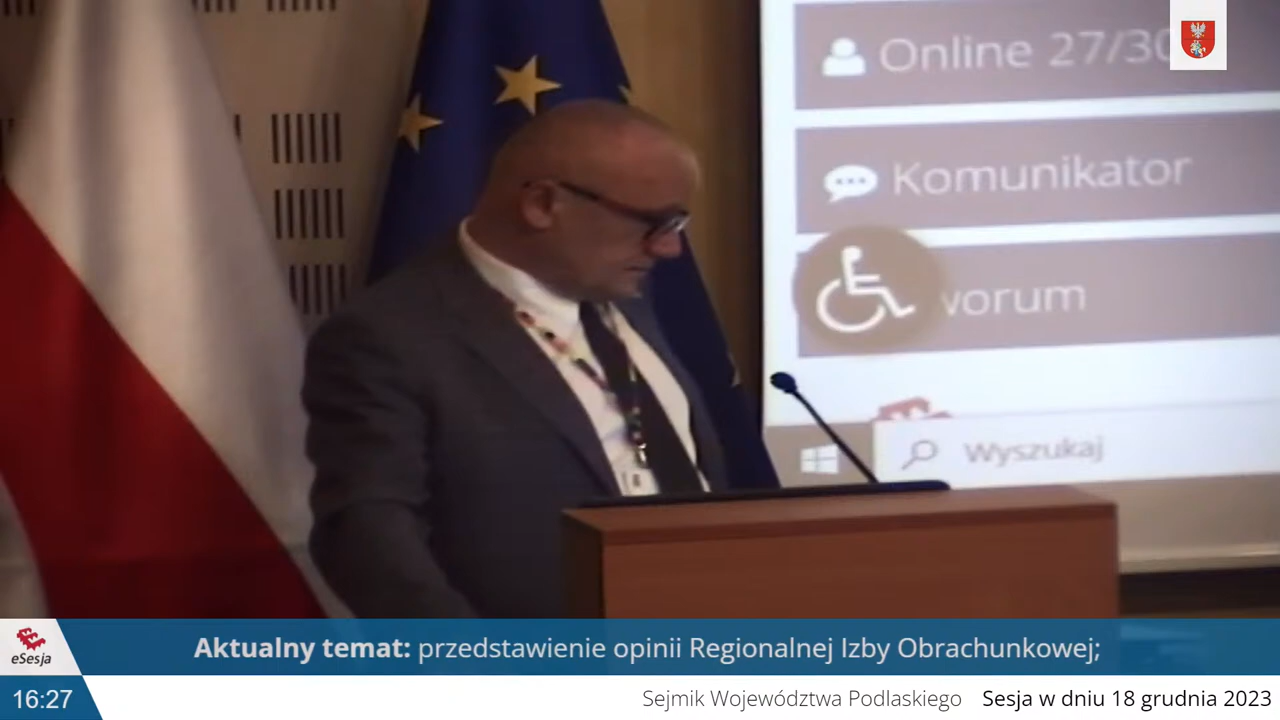 Online 27/30
Komunikator
worum
Wyszukaj
Aktualny temat: przedstawienie opinii Regionalnej Izby Obrachunkowej;
eSesja
16:27
Sejmik Województwa Podlaskiego Sesja w dniu 18 grudnia 2023